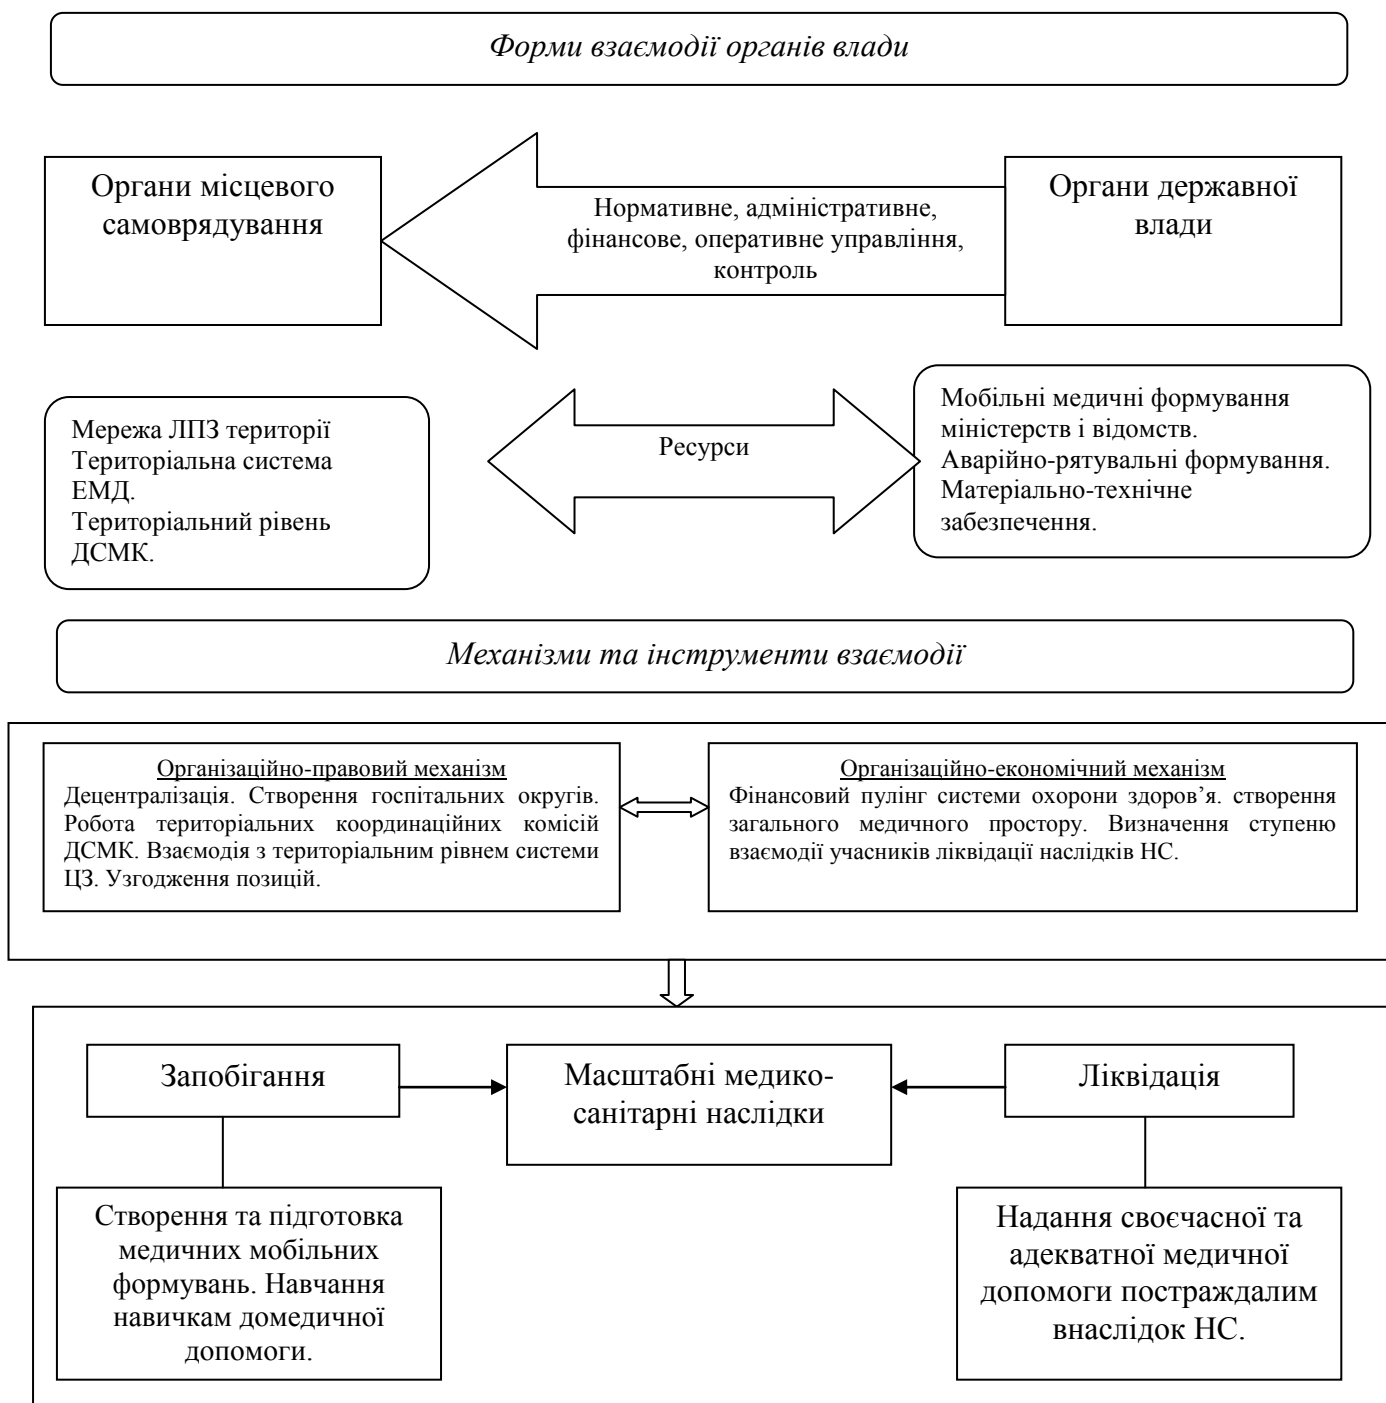 Форми взаємодії органів влади
Органи місцевого
самоврядування
Нормативне, адміністративне,
фінансове, оперативне управління,
контроль
Органи державної
влади
Мережа ЛПЗ території
Територіальна система
ЕМД.
Територіальний рівень
ДСМК.
Ресурси
Мобільні медичні формування
міністерств і відомств.
Аварійно-рятувальні формування.
Матеріально-технічне
забезпечення.
Механізми та інструменти взаємодії
Організаційно-правовий механізм
Децентралізація. Створення госпітальних округів.
Робота територіальних координаційних комісій
ДСМК. Взаємодія з територіальним рівнем системи
ЦЗ. Узгодження позицій.
Організаційно-економічний механізм
Фінансовий пулінг системи охорони здоров’я. створення
загального медичного простору. Визначення ступеню
взаємодії учасників ліквідації наслідків НС.
Запобігання
Масштабні медико-
санітарні наслідки
Ліквідація
Створення та підготовка
медичних мобільних
формувань. Навчання
навичкам домедичної
допомоги.
Надання своєчасної та
адекватної медичної
допомоги постраждалим
внаслідок НС.